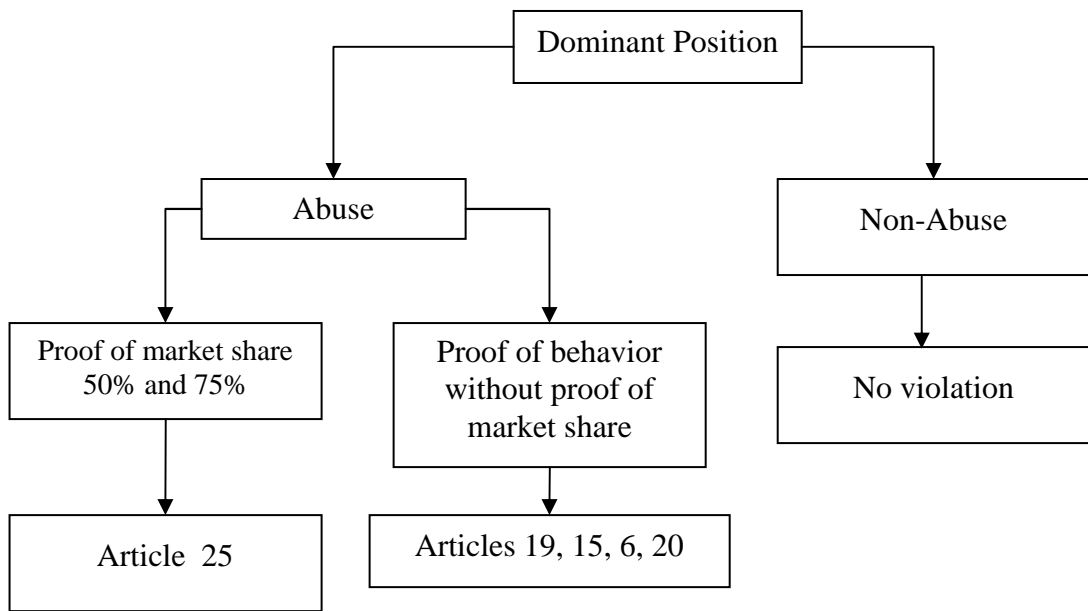 Dominant Position
Abuse
Non-Abuse
Proof of market share
50% and 75%
Proof of behavior
without proof of
market share
No violation
Article 25
Articles 19, 15, 6, 20